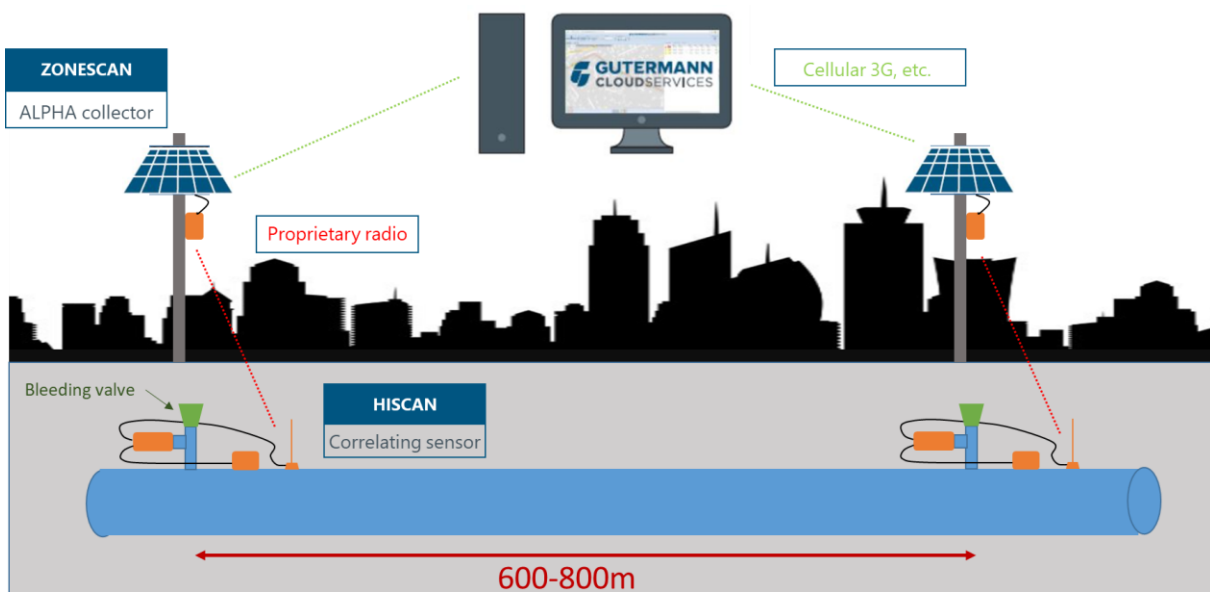 ZONESCAN
ALPHA collector
GUTERMANN
CLOUDSERVICES
Cellular 3G, etc.
Proprietary radio
Bleeding valve
HISCAN
Correlating sensor
600-800m